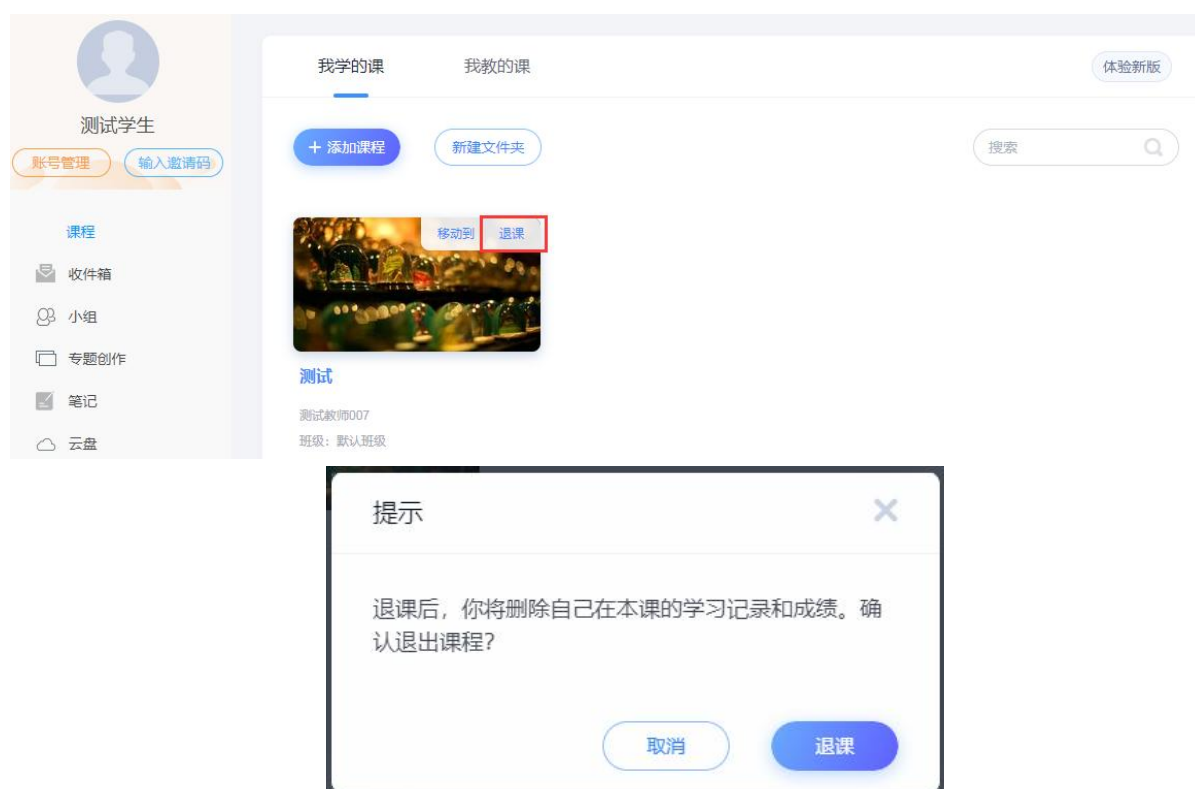 测试学生
账号管理
输入邀请码
课程
收件箱
小组
专题创作
笔记
云盘
我学的课
我教的课
体验新版
+ 添加课程
新建文件夹
搜索
移动到
退课
测试
测试教师007
班级：默认班级
提示
退课后，你将删除自己在本课的学习记录和成绩。确
认退出课程?
取消
退课